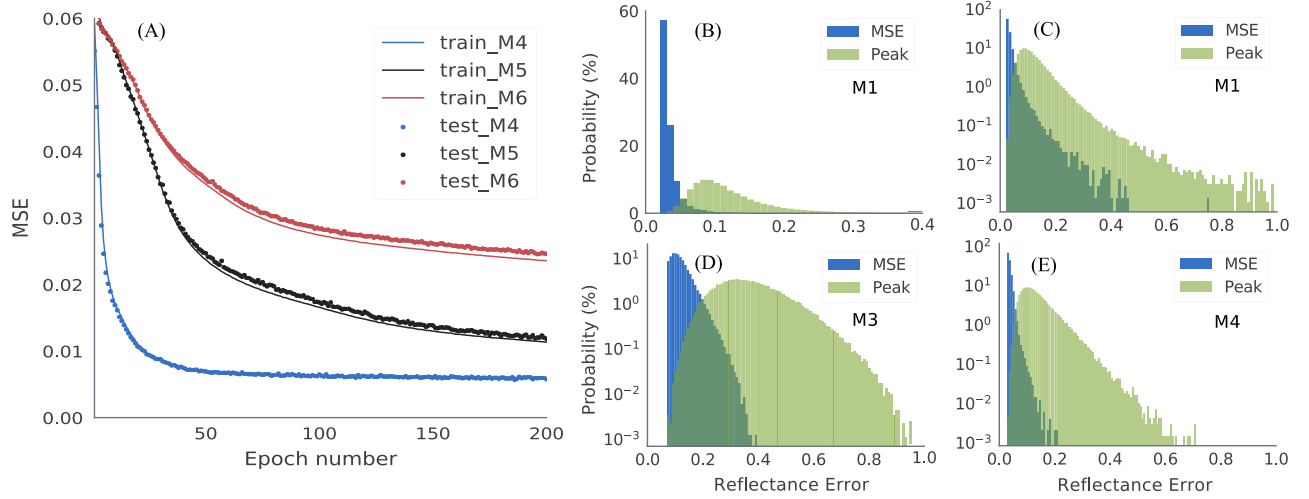 (A)
MSE
0.06
0.05
0.04
0.03
0.02
0.01
0.00
50
100
150
200
Epoch number
train_M4
train_M5
train_M6
test_M4
test_M5
test_M6
(B)
Probability (%)
60
40
20
0
0.0
0.1
0.2
0.3
0.4
MSE
Peak
M1
(C)
10²
10¹
10⁰
10⁻¹
10⁻²
10⁻³
0.0
0.2
0.4
0.6
0.8
1.0
MSE
Peak
M1
(D)
Probability (%)
10¹
10⁰
10⁻¹
10⁻²
10⁻³
0.0
0.2
0.4
0.6
0.8
1.0
Reflectance Error
MSE
Peak
M3
(E)
10²
10¹
10⁰
10⁻¹
10⁻²
10⁻³
0.0
0.2
0.4
0.6
0.8
1.0
Reflectance Error
MSE
Peak
M4